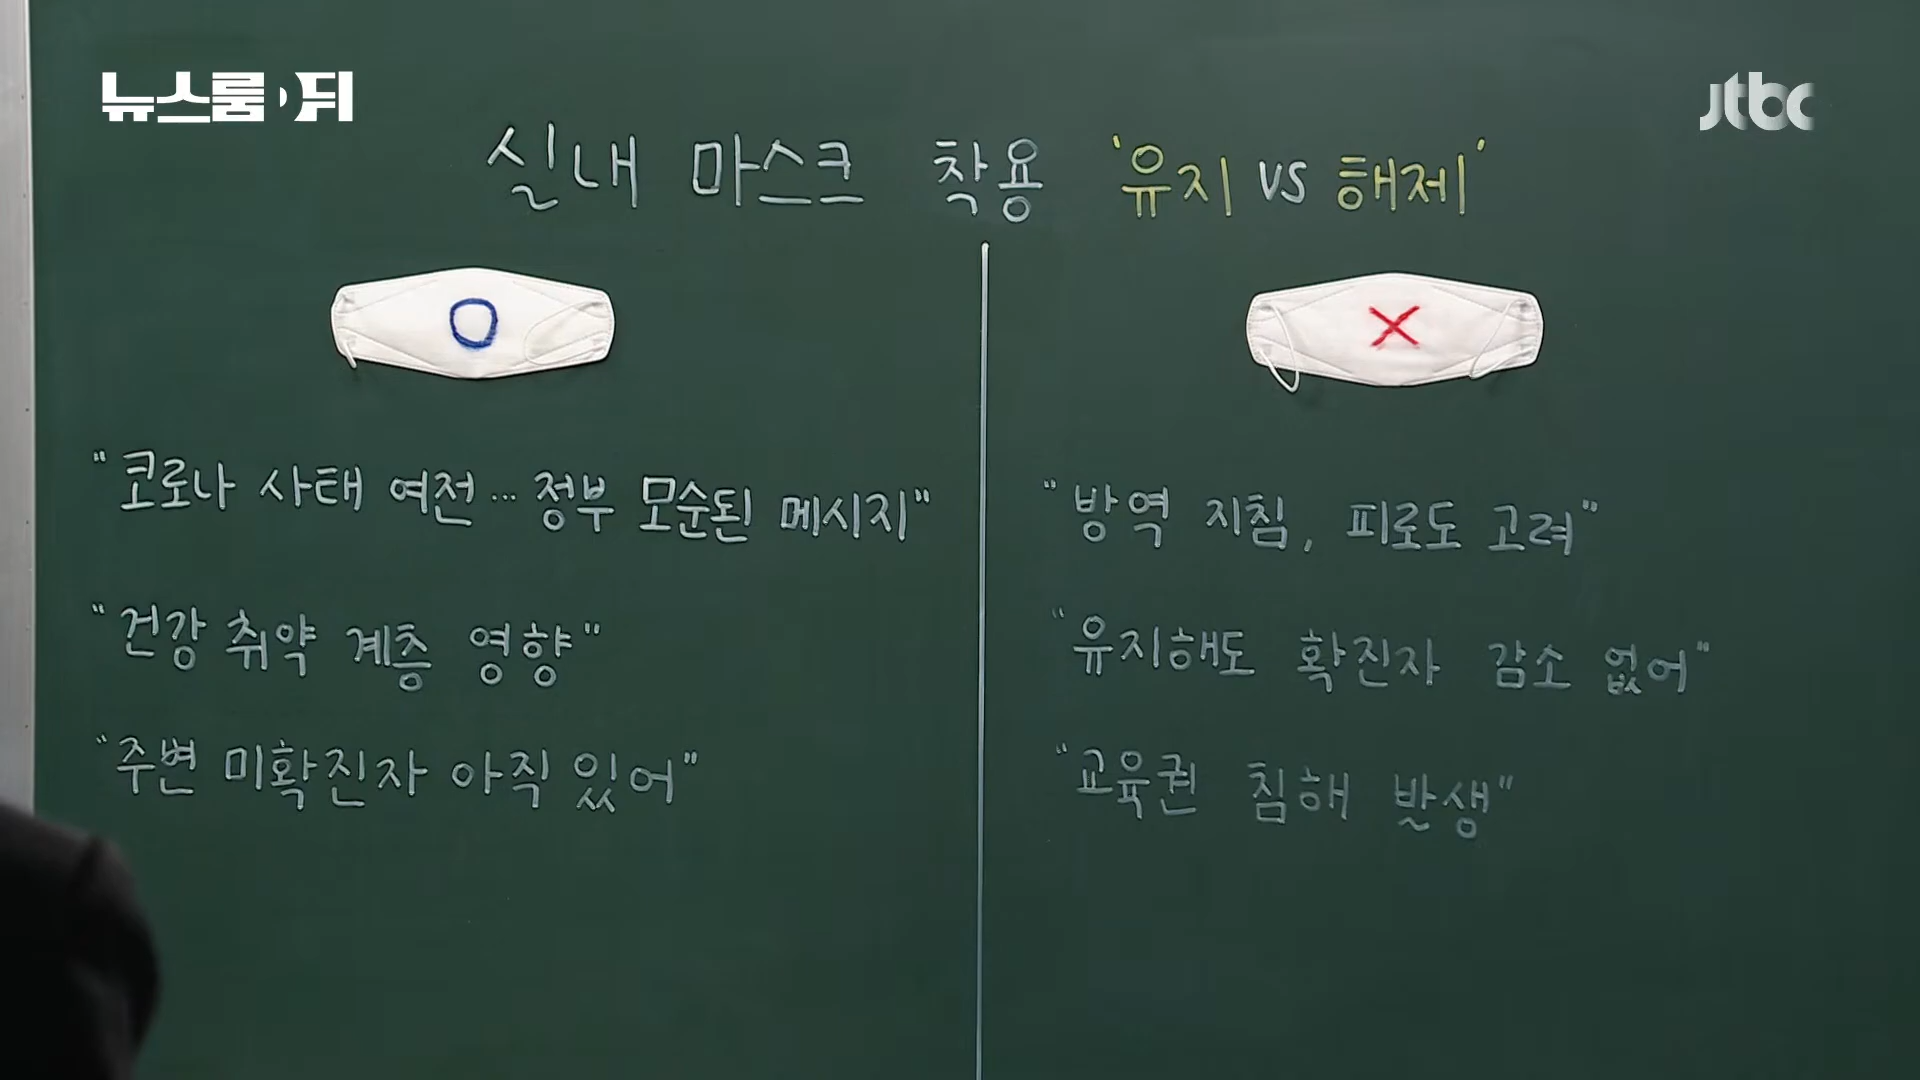 뉴스룸 뒤
jtbc
실내 마스크 착용 '유지 vs 해제'
O
X
"코로나 사태 여전… 정부 모순된 메시지"
"건강 취약 계층 영향"
"주변 미확진자 아직 있어"
"방역 지침, 피로도 고려"
"유지해도 확진자 감소 없어"
"교육권 침해 발생"